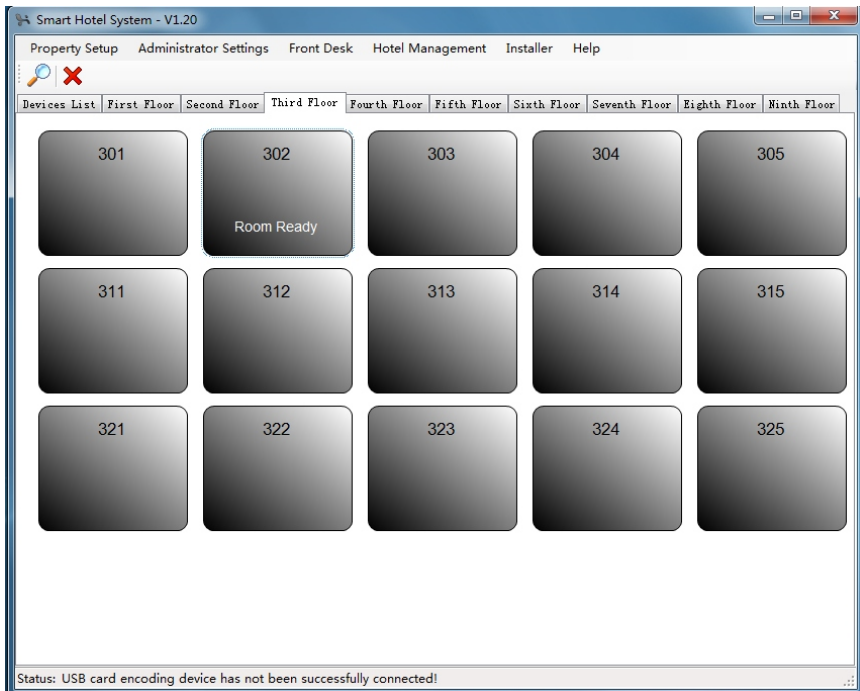 Smart Hotel System - V1.20
Property Setup Administrator Settings Front Desk Hotel Management Installer Help
Devices List First Floor Second Floor Third Floor Fourth Floor Fifth Floor Sixth Floor Seventh Floor Eighth Floor Ninth Floor
301 302 303 304 305
Room Ready
311 312 313 314 315
321 322 323 324 325
Status: USB card encoding device has not been successfully connected!